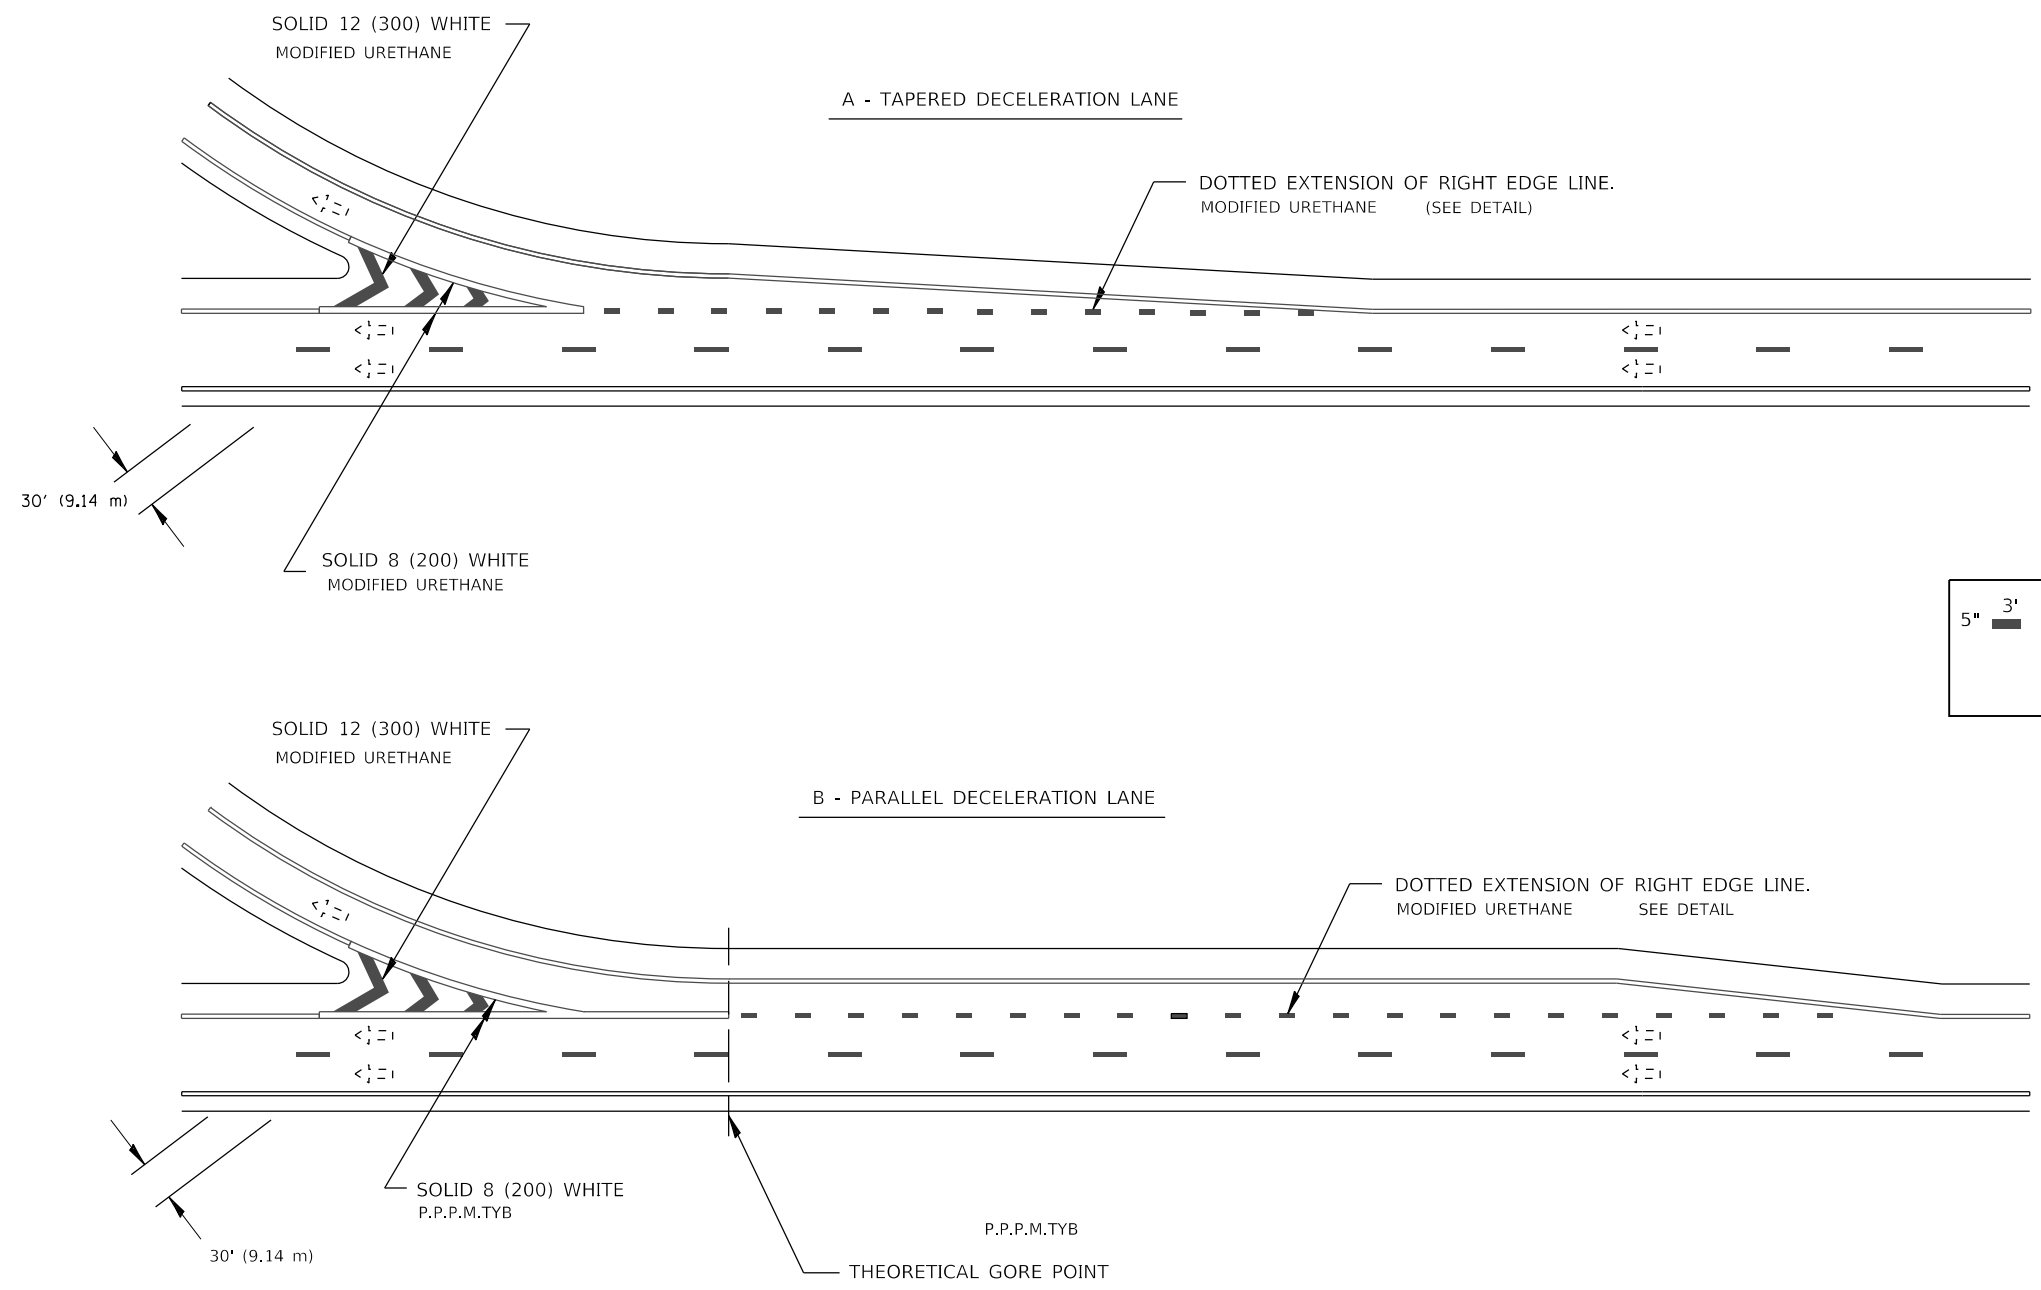 SOLID 12 (300) WHITE
MODIFIED URETHANE
A - TAPERED DECELERATION LANE
DOTTED EXTENSION OF RIGHT EDGE LINE.
MODIFIED URETHANE (SEE DETAIL)
30' (9.14 m)
SOLID 8 (200) WHITE
MODIFIED URETHANE
3'
5"
SOLID 12 (300) WHITE
MODIFIED URETHANE
B - PARALLEL DECELERATION LANE
DOTTED EXTENSION OF RIGHT EDGE LINE.
MODIFIED URETHANE SEE DETAIL
SOLID 8 (200) WHITE
P.P.P.M.TYB
30' (9.14 m)
P.P.P.M.TYB
THEORETICAL GORE POINT